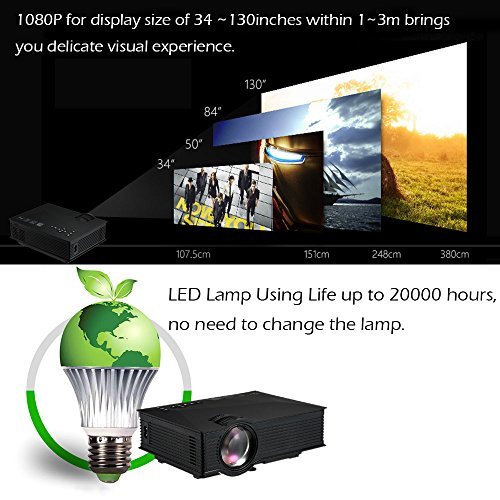 1080P for display size of 34 ~130inches within 1~3m brings
you delicate visual experience.
130"
84"
50"
34"
107.5cm 151cm 248cm 380cm
LED Lamp Using Life up to 20000 hours,
no need to change the lamp.